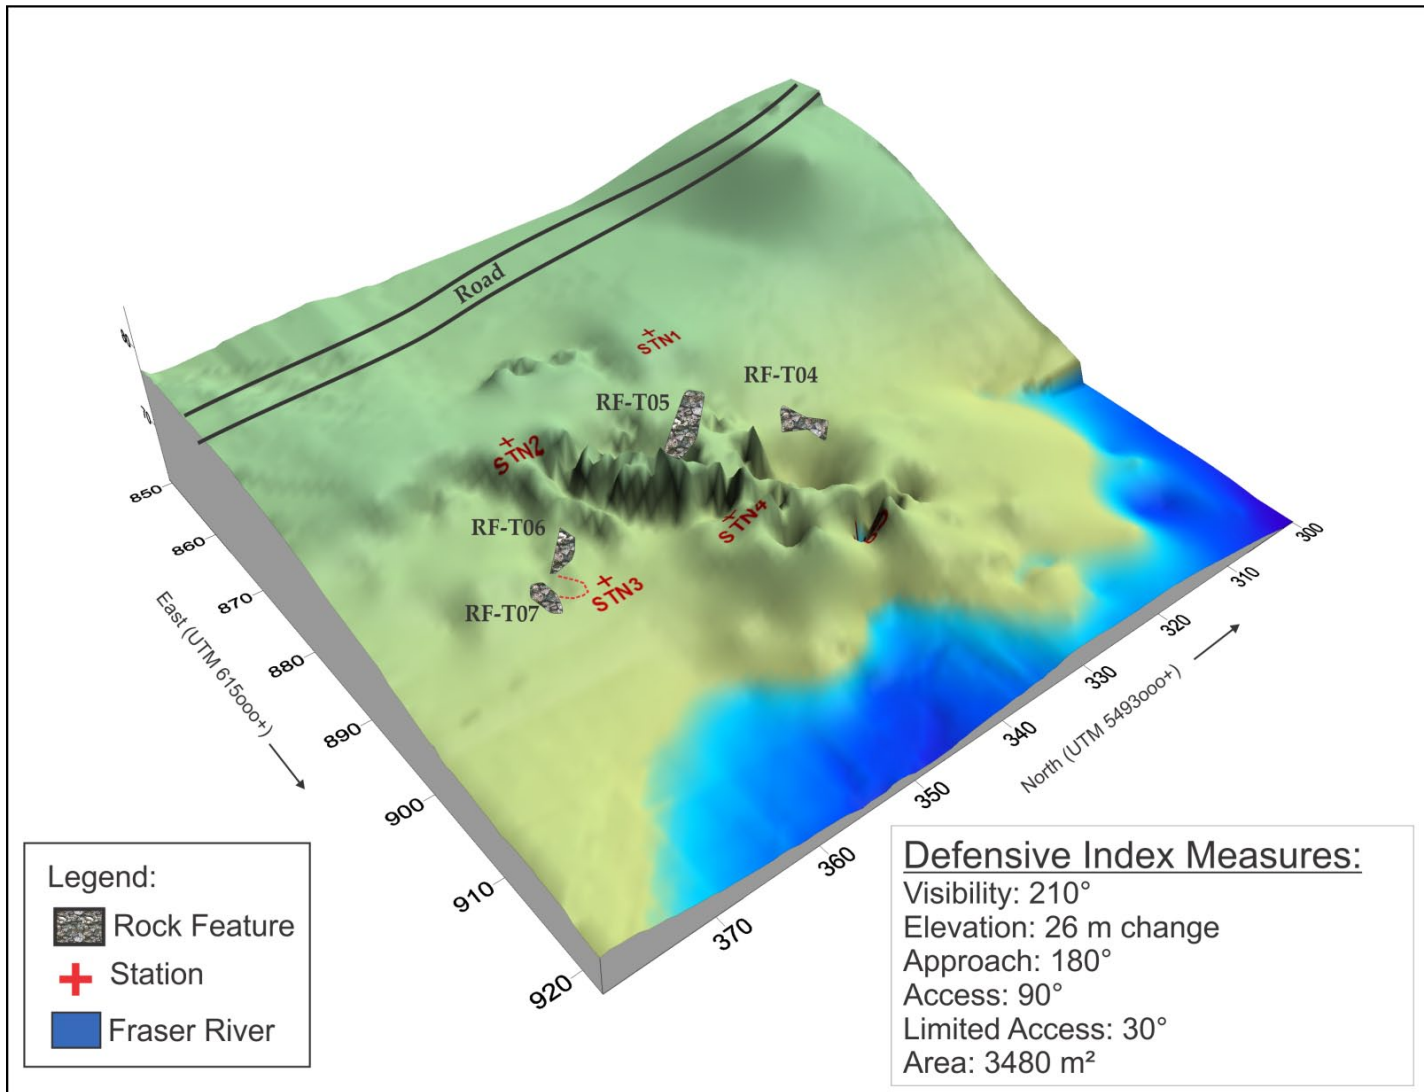 Road
STN1
RF-T04
RF-T05
STN2
STN4
RF-T06
STN3
RF-T07
850
860
870
880
890
900
910
920
East (UTM 615ooo+)
300
310
320
330
340
350
360
370
North (UTM 5493ooo+)
Legend:
Rock Feature
Station
Fraser River
Defensive Index Measures:
Visibility: 210°
Elevation: 26 m change
Approach: 180°
Access: 90°
Limited Access: 30°
Area: 3480 m²